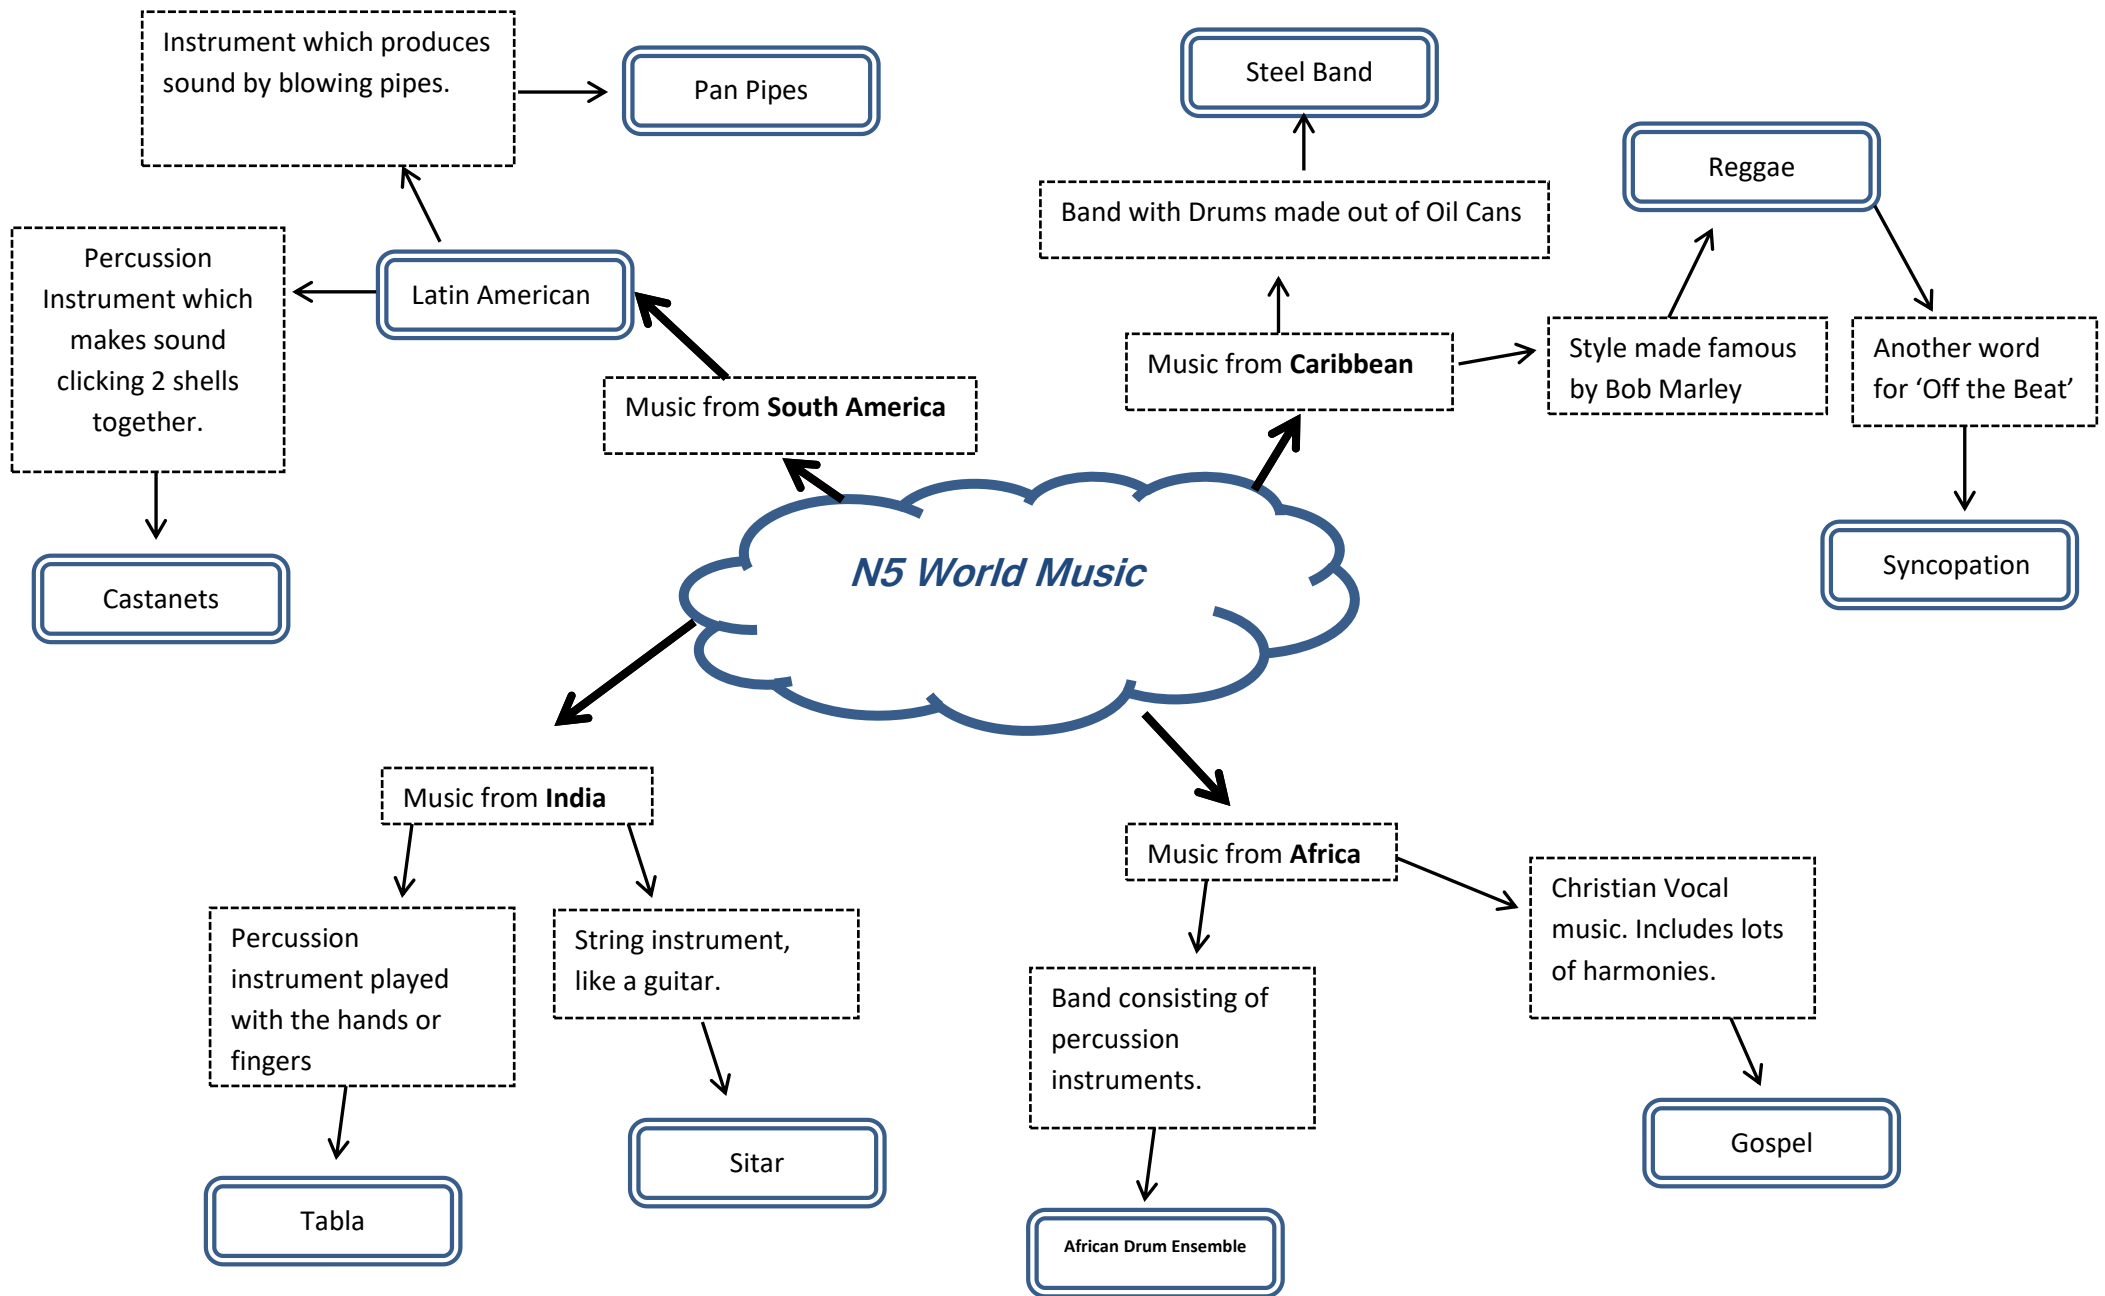 Instrument which produces
sound by blowing pipes.
Pan Pipes
Percussion
Instrument which
makes sound
clicking 2 shells
together.
Latin American
Music from South America
Castanets
Steel Band
Band with Drums made out of Oil Cans
Reggae
Music from Caribbean
Style made famous
by Bob Marley
Another word
for ‘Off the Beat’
Syncopation
N5 World Music
Music from India
Percussion
instrument played
with the hands or
fingers
String instrument,
like a guitar.
Tabla
Sitar
Music from Africa
Band consisting of
percussion
instruments.
Christian Vocal
music. Includes lots
of harmonies.
African Drum Ensemble
Gospel